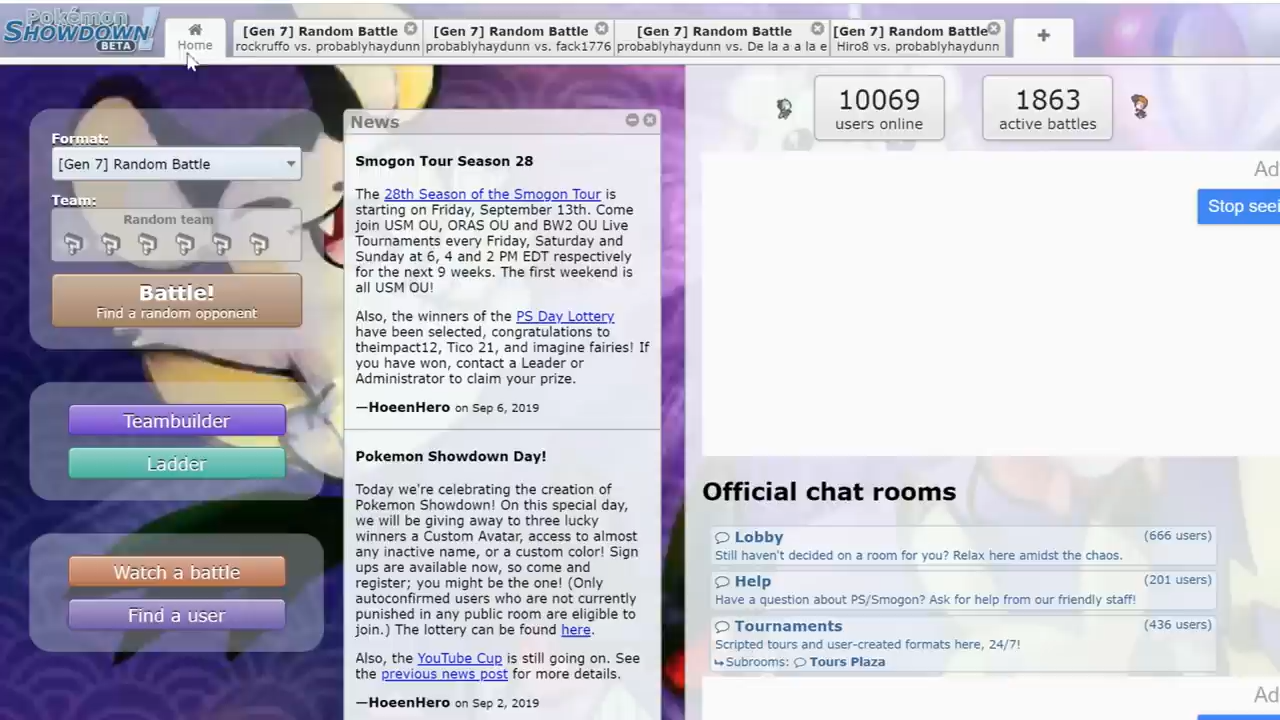 Pokémon
SHOWDOWN!
BETA
Home
[Gen 7] Random Battle
rockruffo vs. probablyhaydunn
[Gen 7] Random Battle
probablyhaydunn vs. fack1776
[Gen 7] Random Battle
probablyhaydunn vs. De la a a la e
[Gen 7] Random Battle
Hiro8 vs. probablyhaydunn
+
Format:
[Gen 7] Random Battle
Team:
Random team
Battle!
Find a random opponent
Teambuilder
Ladder
Watch a battle
Find a user
News
Smogon Tour Season 28
The 28th Season of the Smogon Tour is
starting on Friday, September 13th. Come
join USM OU, ORAS OU and BW2 OU Live
Tournaments every Friday, Saturday and
Sunday at 6, 4 and 2 PM EDT respectively
for the next 9 weeks. The first weekend is
all USM OU!
Also, the winners of the PS Day Lottery
have been selected, congratulations to
theimpact12, Tico 21, and imagine fairies! If
you have won, contact a Leader or
Administrator to claim your prize.
—HoeenHero on Sep 6, 2019
Pokemon Showdown Day!
Today we're celebrating the creation of
Pokemon Showdown! On this special day,
we will be giving away to three lucky
winners a Custom Avatar, access to almost
any inactive name, or a custom color! Sign
ups are available now, so come and
register; you might be the one! (Only
autoconfirmed users who are not currently
punished in any public room are eligible to
join.) The lottery can be found here.
Also, the YouTube Cup is still going on. See
the previous news post for more details.
—HoeenHero on Sep 2, 2019
10069
users online
1863
active battles
Ad
Stop seei
Official chat rooms
Lobby (666 users)
Still haven't decided on a room for you? Relax here amidst the chaos.
Help (201 users)
Have a question about PS/Smogon? Ask for help from our friendly staff!
Tournaments (436 users)
Scripted tours and user-created formats here, 24/7!
↳Subrooms: Tours Plaza
Ad